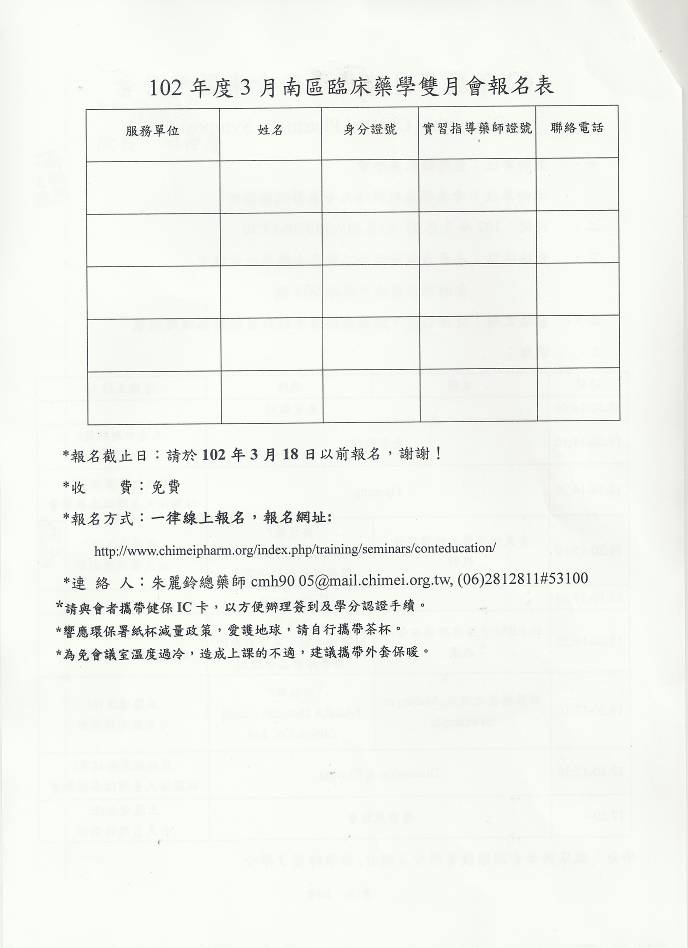 102 年度 3 月南區臨床藥學雙月會報名表
服務單位 姓名 身分證號 實習指導藥師證號 聯絡電話
*報名截止日：請於 102 年 3 月 18 日以前報名，謝謝！
*收 費：免費
*報名方式：一律線上報名，報名網址:
http://www.chimeipharm.org/index.php/training/seminars/conteducation/
*連 絡 人：朱麗鈴總藥師 cmh90 05@mail.chimei.org.tw, (06)2812811#53100
*請與會者攜帶健保 IC 卡，以方便辦理簽到及學分認證手續。
*響應環保署紙杯減量政策，愛護地球，請自行攜帶茶杯。
*為免會議室溫度過冷，造成上課的不適，建議攜帶外套保暖。